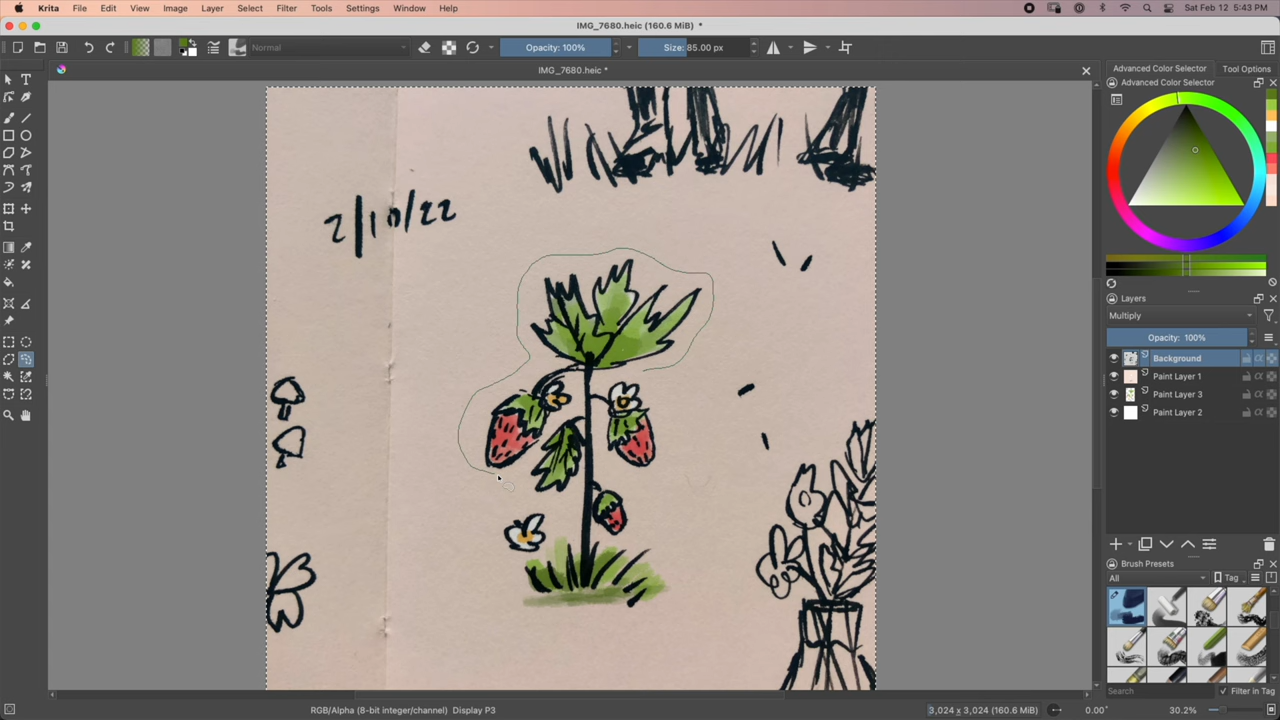 Krita File Edit View Image Layer Select Filter Tools Settings Window Help Sat Feb 12 5:43 PM
IMG_7680.heic (160.6 MiB) *
Normal Opacity: 100% Size: 85.00 px
IMG_7680.heic *
Advanced Color Selector Tool Options
Advanced Color Selector
2/10/22
Layers
Multiply
Opacity: 100%
Background
Paint Layer 1
Paint Layer 3
Paint Layer 2
Brush Presets
All Tag
Search Filter in Tag
RGB/Alpha (8-bit integer/channel) Display P3 3,024 x 3,024 (160.6 MiB) 0.00° 30.2%